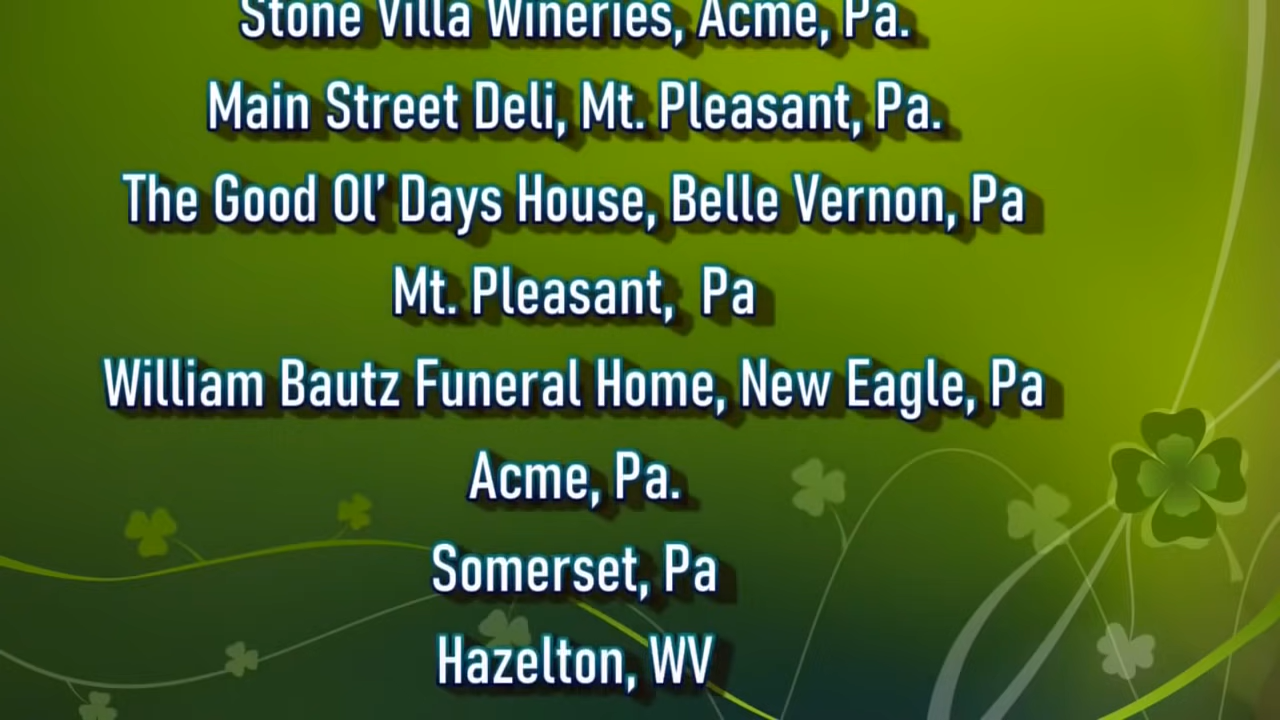 Stone Villa Wineries, Acme, Pa.
Main Street Deli, Mt. Pleasant, Pa.
The Good Ol' Days House, Belle Vernon, Pa
Mt. Pleasant,  Pa
William Bautz Funeral Home, New Eagle, Pa
Acme, Pa.
Somerset, Pa
Hazelton, WV